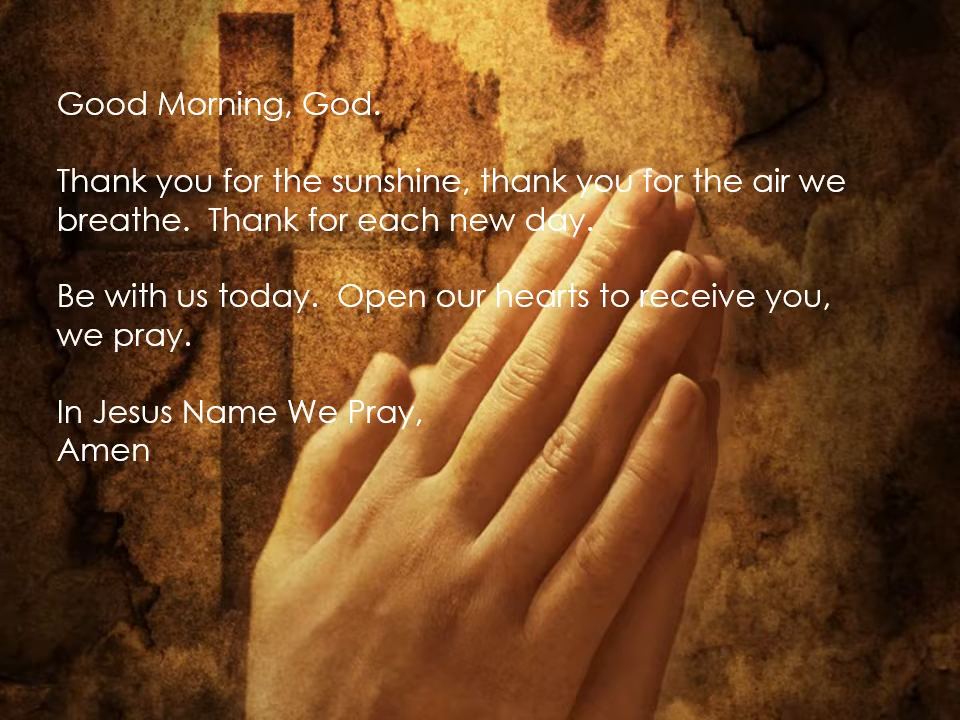 Good Morning, God.
Thank you for the sunshine, thank you for the air we
breathe.  Thank for each new day.
Be with us today.  Open our hearts to receive you,
we pray.
In Jesus Name We Pray,
Amen